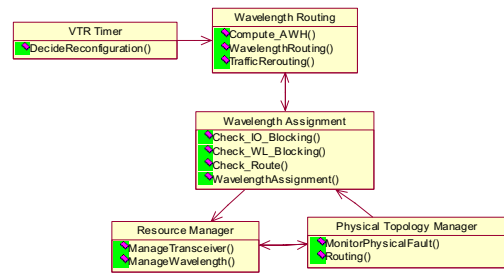 Wavelength Routing
Compute_AWH()
WavelengthRouting()
TrafficRerouting()
VTR Timer
DecideReconfiguration()
Wavelength Assignment
Check_IO_Blocking()
Check_WL_Blocking()
Check_Route()
WavelengthAssignment()
Resource Manager
ManageTransceiver()
ManageWavelength()
Physical Topology Manager
MonitorPhysicalFault()
Routing()